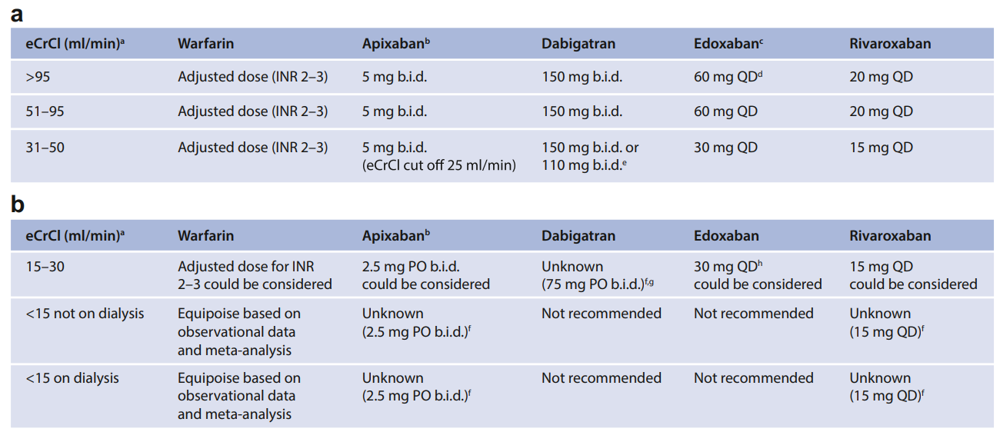 a
eCrCl (ml/min)ᵃ Warfarin Apixabanᵇ Dabigatran Edoxabanᶜ Rivaroxaban
>95 Adjusted dose (INR 2–3) 5 mg b.i.d. 150 mg b.i.d. 60 mg QDᵈ 20 mg QD
51–95 Adjusted dose (INR 2–3) 5 mg b.i.d. 150 mg b.i.d. 60 mg QD 20 mg QD
31–50 Adjusted dose (INR 2–3) 5 mg b.i.d. 150 mg b.i.d. or 30 mg QD 15 mg QD
(eCrCl cut off 25 ml/min) 110 mg b.i.d.ᵉ
b
eCrCl (ml/min)ᵃ Warfarin Apixabanᵇ Dabigatran Edoxaban Rivaroxaban
15–30 Adjusted dose for INR 2.5 mg PO b.i.d. Unknown 30 mg QDʰ 15 mg QD
2–3 could be considered could be considered (75 mg PO b.i.d.)ᶠ,ᵍ could be considered could be considered
<15 not on dialysis Equipoise based on Unknown Not recommended Not recommended Unknown
observational data (2.5 mg PO b.i.d.)ᶠ (15 mg QD)ᶠ
and meta-analysis
<15 on dialysis Equipoise based on Unknown Not recommended Not recommended Unknown
observational data (2.5 mg PO b.i.d.)ᶠ (15 mg QD)ᶠ
and meta-analysis